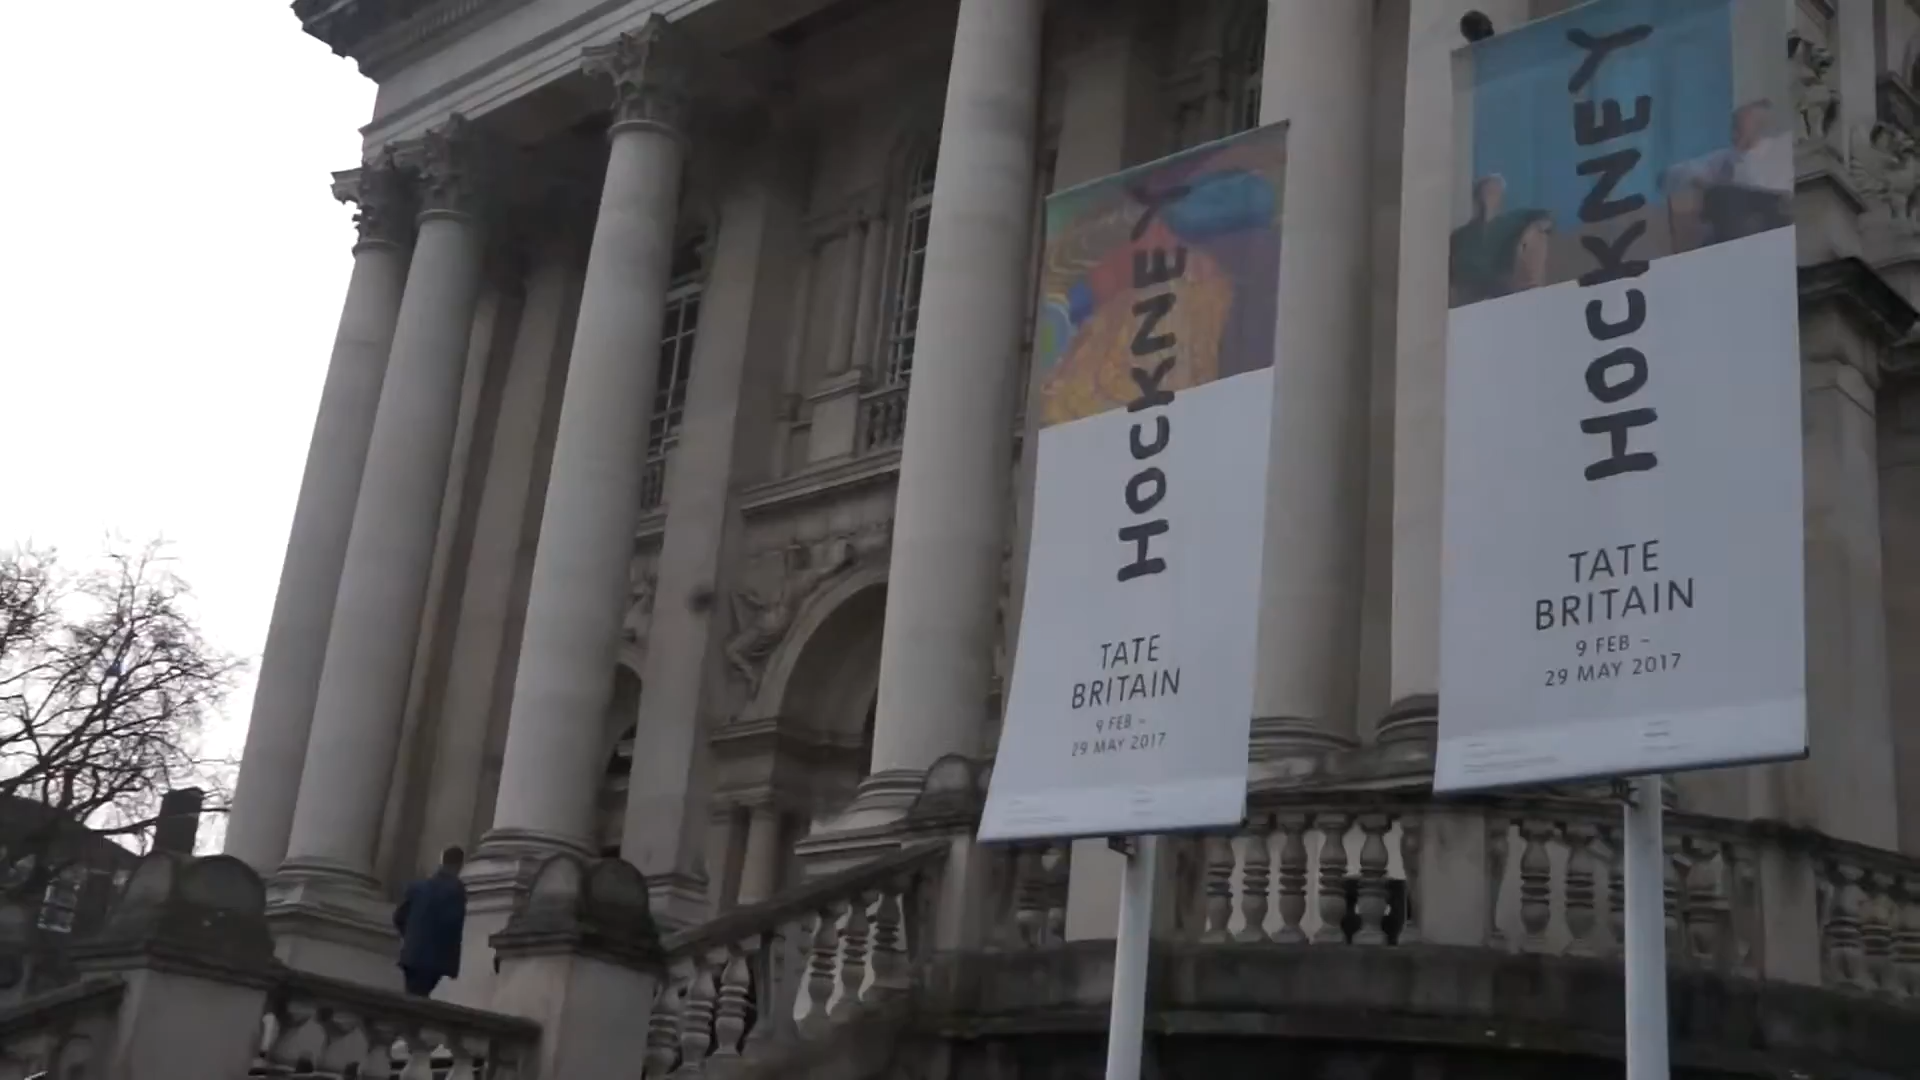 HOCKNEY
TATE
BRITAIN
9 FEB –
29 MAY 2017
HOCKNEY
TATE
BRITAIN
9 FEB –
29 MAY 2017